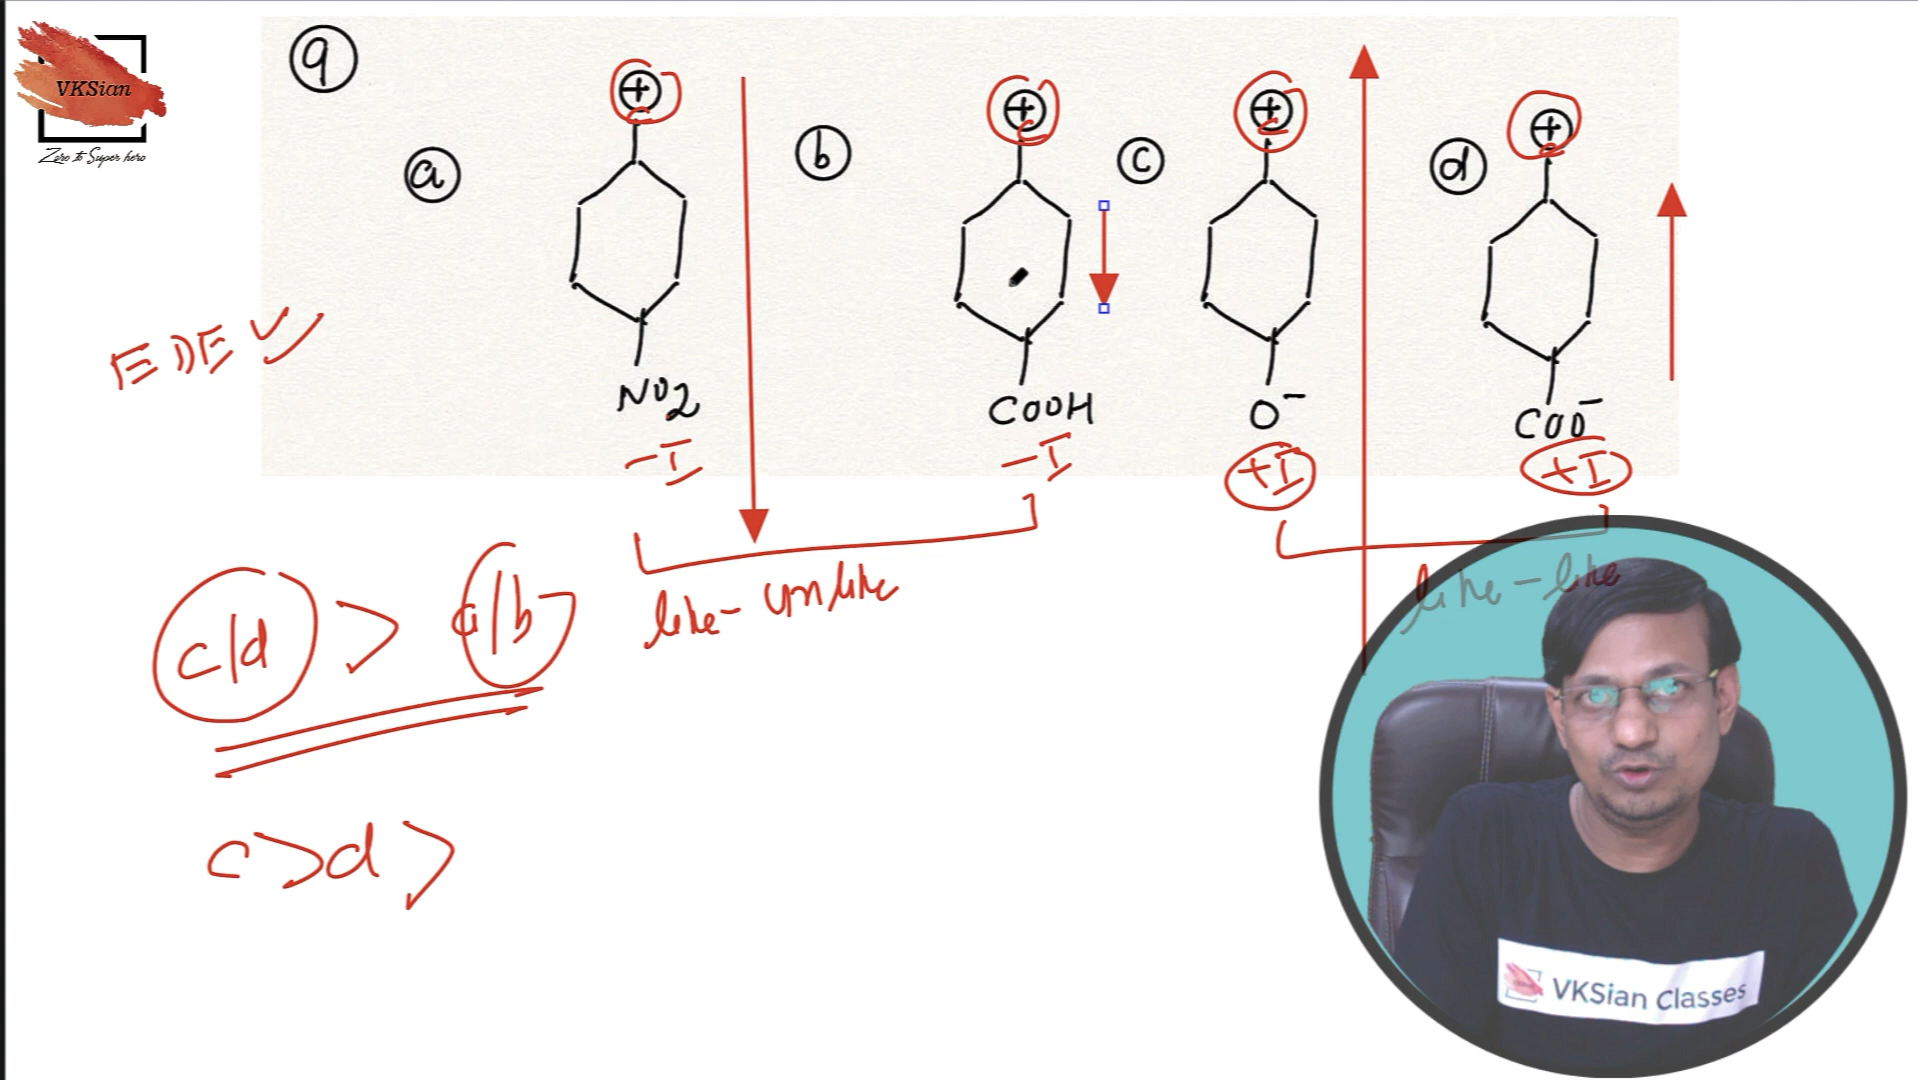 VKSian
Zero to Super hero
9
a
b
c
d
⊕
⊕
⊕
⊕
NO2
COOH
O⁻
COO⁻
-I
-I
+I
+I
EDE ✓
like-unlike
like-like
c/d > a/b
c>d>
VKSian Classes